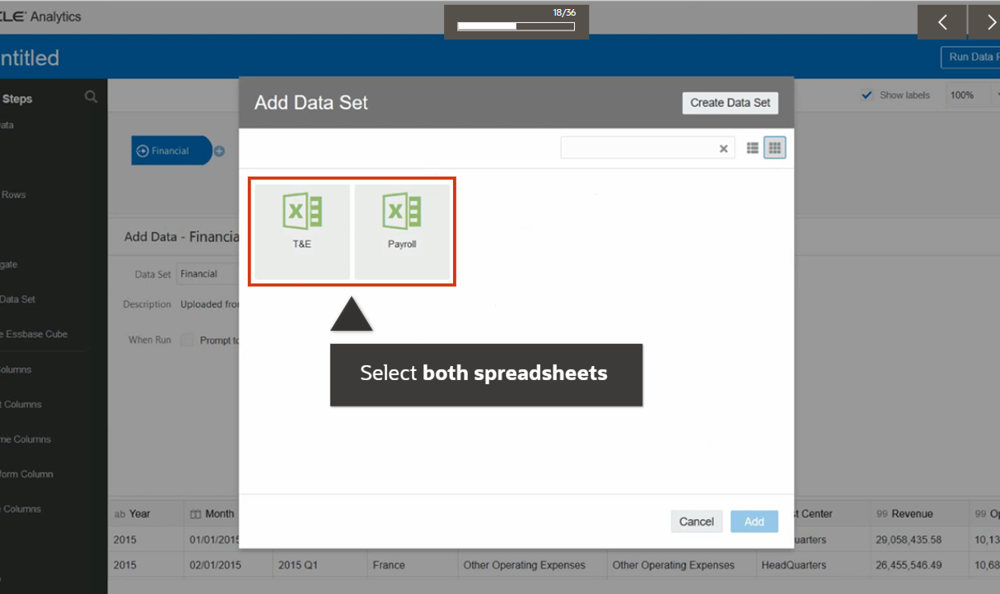 CLE Analytics
18/36
ntitled
Run Data F
Steps
ata
Rows
gate
Data Set
e Essbase Cube
olumns
t Columns
me Columns
form Column
e Columns
Show labels
100%
Financial
Add Data - Financia
Data Set Financial
Description Uploaded fro
When Run Prompt to
Add Data Set
Create Data Set
T&E
Payroll
Select both spreadsheets
Cancel
Add
ab Year Month t Center 99 Revenue 99 Op
2015 01/01/2015 uarters 29,058,435.58 10,13
2015 02/01/2015 2015 Q1 France Other Operating Expenses Other Operating Expenses HeadQuarters 26,455,546.49 10,68